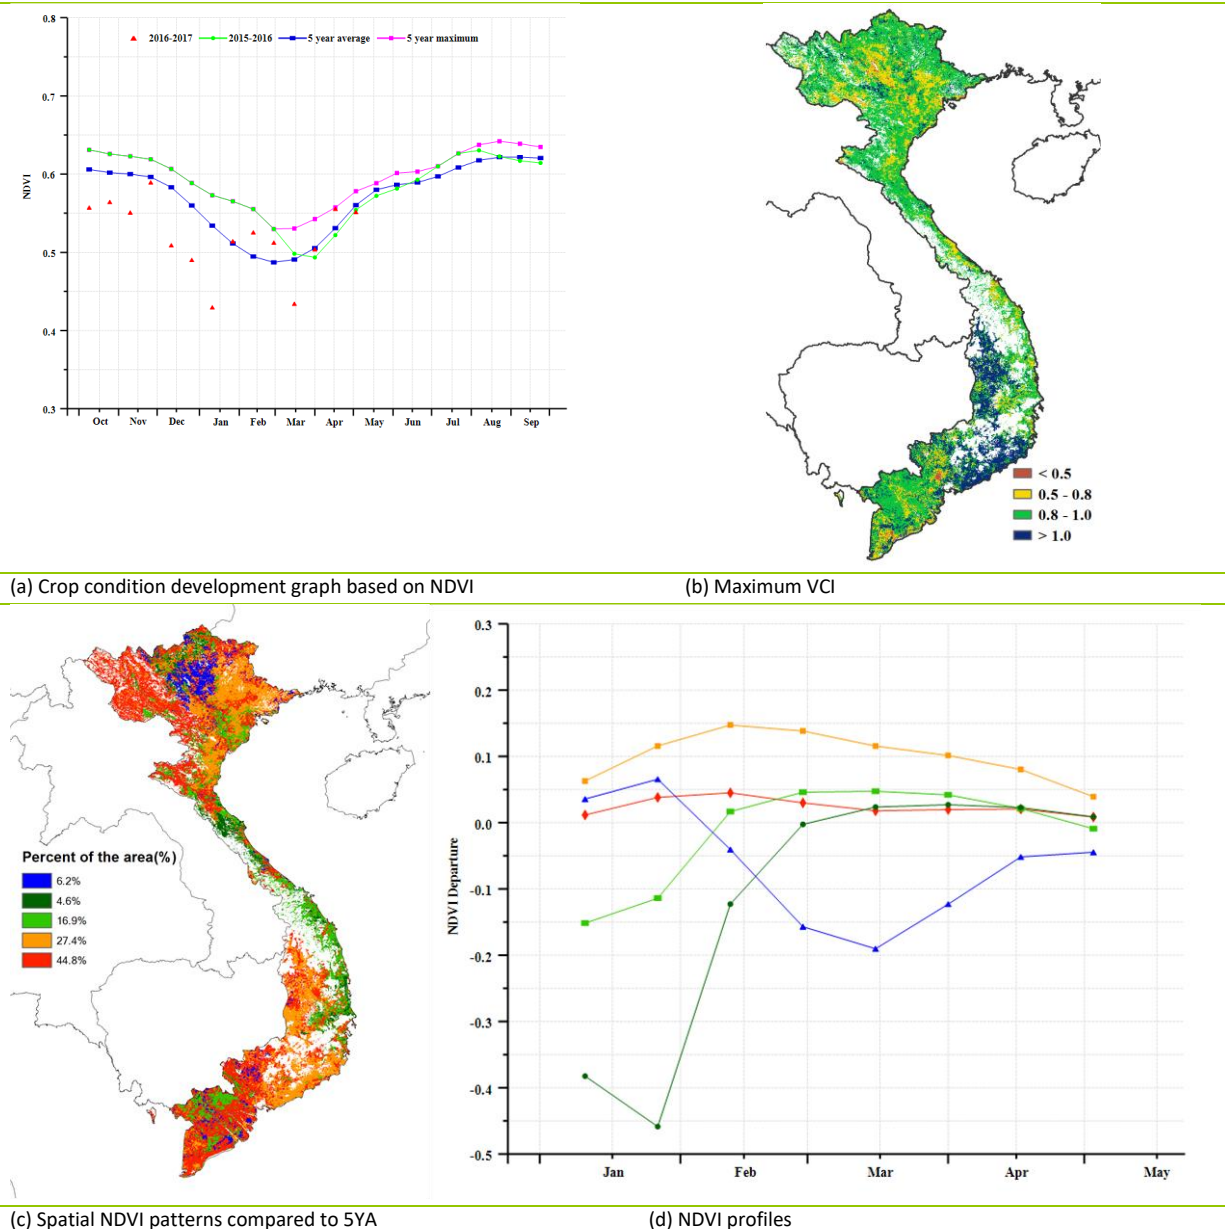 0.8
2016-2017 2015-2016 5 year average 5 year maximum
0.7
0.6
NDVI
0.5
0.4
0.3
Oct Nov Dec Jan Feb Mar Apr May Jun Jul Aug Sep
< 0.5
0.5 - 0.8
0.8 - 1.0
> 1.0
(a) Crop condition development graph based on NDVI
(b) Maximum VCI
Percent of the area(%)
6.2%
4.6%
16.9%
27.4%
44.8%
0.3
0.2
0.1
0.0
NDVI Departure
-0.1
-0.2
-0.3
-0.4
-0.5
Jan Feb Mar Apr May
(c) Spatial NDVI patterns compared to 5YA
(d) NDVI profiles